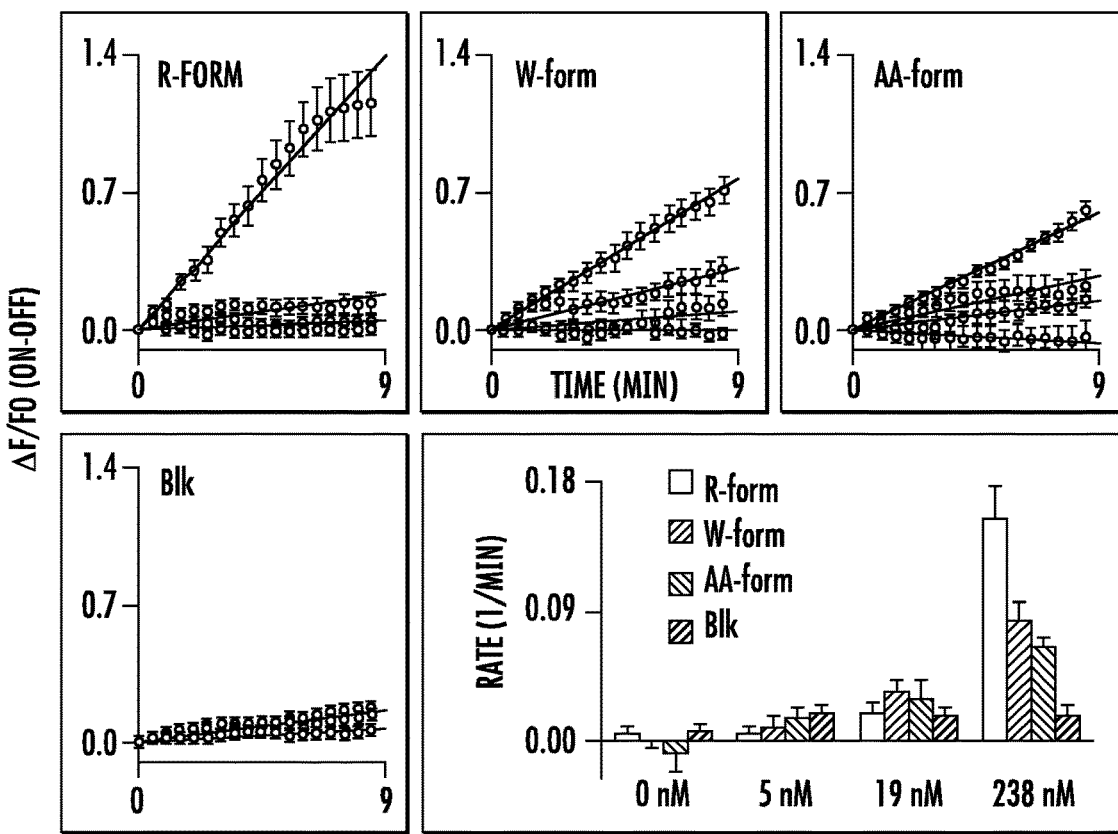 ΔF/F0 (ON-OFF)
R-FORM
1.4
0.7
0.0
0
9
W-form
1.4
0.7
0.0
0
TIME (MIN)
9
AA-form
1.4
0.7
0.0
0
9
Blk
1.4
0.7
0.0
0
9
RATE (1/MIN)
0.18
0.09
0.00
R-form
W-form
AA-form
Blk
0 nM
5 nM
19 nM
238 nM